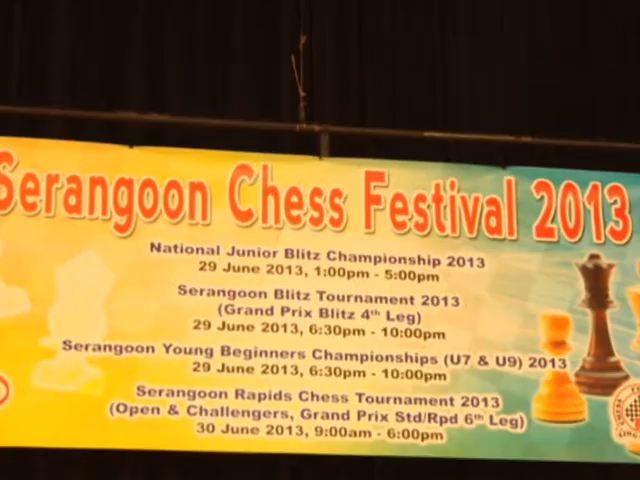 Serangoon Chess Festival 2013
National Junior Blitz Championship 2013
29 June 2013, 1:00pm - 5:00pm
Serangoon Blitz Tournament 2013
(Grand Prix Blitz 4th Leg)
29 June 2013, 6:30pm - 10:00pm
Serangoon Young Beginners Championships (U7 & U9) 2013
29 June 2013, 6:30pm - 10:00pm
Serangoon Rapids Chess Tournament 2013
(Open & Challengers, Grand Prix Std/Rpd 6th Leg)
30 June 2013, 9:00am - 6:00pm